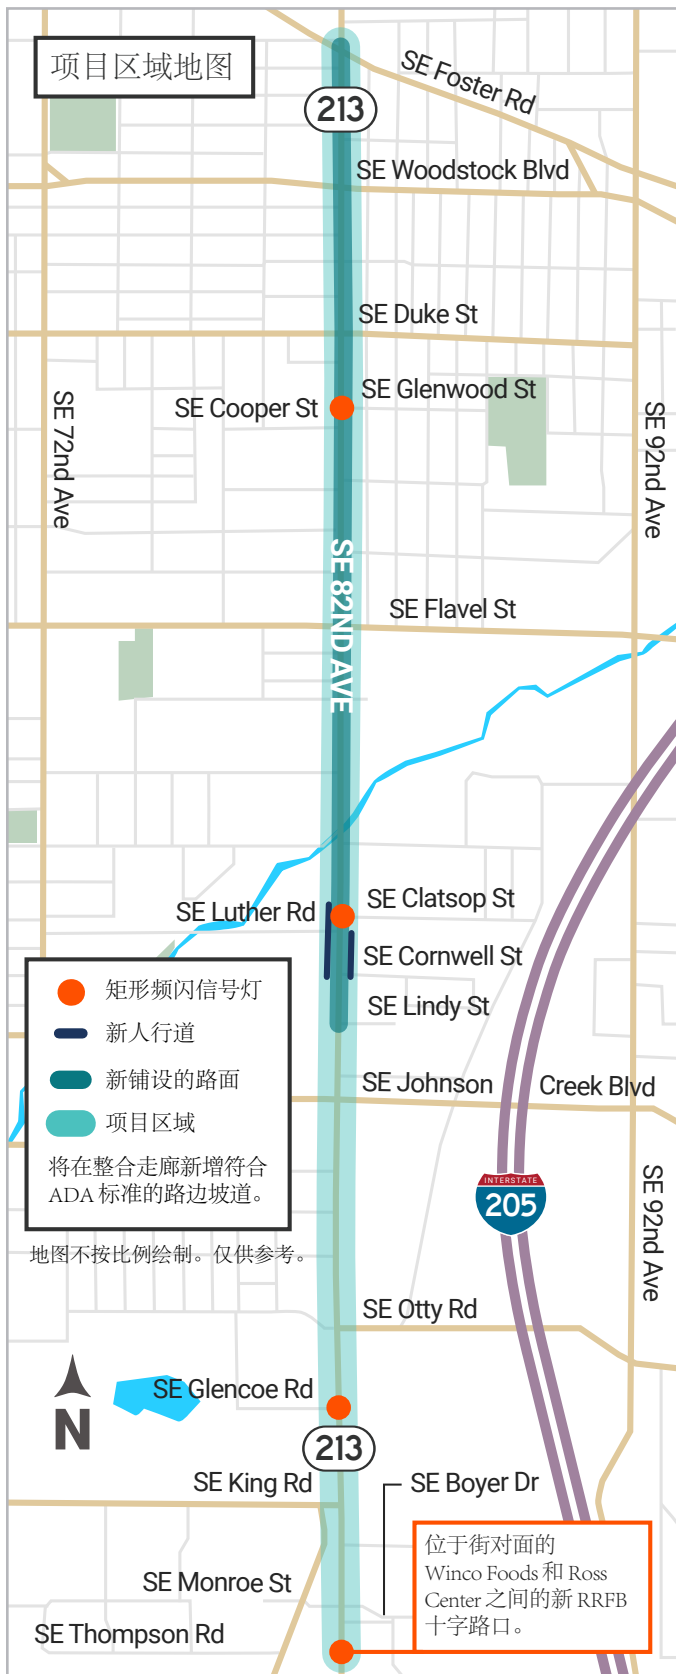 项目区域地图
SE Foster Rd
213
SE Woodstock Blvd
SE Duke St
SE Glenwood St
SE Cooper St
SE 72nd Ave
SE 92nd Ave
SE 82ND AVE
SE Flavel St
SE Clatsop St
SE Luther Rd
SE Cornwell St
SE Lindy St
矩形频闪信号灯
新人行道
新铺设的路面
项目区域
将在整合走廊新增符合
ADA 标准的路边坡道。
SE Johnson Creek Blvd
INTERSTATE
205
SE 92nd Ave
地图不按比例绘制。仅供参考。
SE Otty Rd
N
SE Glencoe Rd
213
SE King Rd
SE Boyer Dr
位于街对面的
Winco Foods 和 Ross
Center 之间的新 RRFB
十字路口。
SE Monroe St
SE Thompson Rd